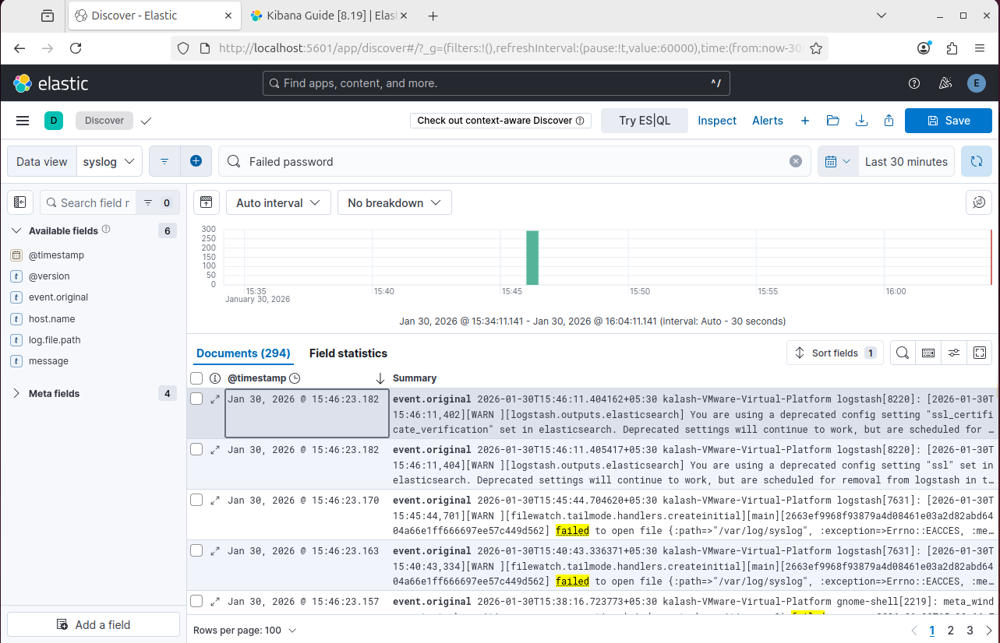 Discover - Elastic
Kibana Guide [8.19] | Elas
http://localhost:5601/app/discover#/?_g=(filters:!(),refreshInterval:(pause:!t,value:60000),time:(from:now-30
elastic
Find apps, content, and more.
^/
E
D
Discover
Check out context-aware Discover
Try ES|QL
Inspect
Alerts
Save
Data view
syslog
Failed password
Last 30 minutes
Search field r
0
Auto interval
No breakdown
Available fields
6
@timestamp
@version
event.original
host.name
log.file.path
message
Meta fields
4
Add a field
300
250
200
150
100
50
0
15:35
15:40
15:45
15:50
15:55
16:00
January 30, 2026
Jan 30, 2026 @ 15:34:11.141 - Jan 30, 2026 @ 16:04:11.141 (interval: Auto - 30 seconds)
Documents (294)
Field statistics
Sort fields 1
@timestamp
Summary
Jan 30, 2026 @ 15:46:23.182
event.original 2026-01-30T15:46:11.404162+05:30 kalash-VMware-Virtual-Platform logstash[8220]: [2026-01-30T
15:46:11,402][WARN ][logstash.outputs.elasticsearch] You are using a deprecated config setting "ssl_certifi
cate_verification" set in elasticsearch. Deprecated settings will continue to work, but are scheduled for …
Jan 30, 2026 @ 15:46:23.182
event.original 2026-01-30T15:46:11.405417+05:30 kalash-VMware-Virtual-Platform logstash[8220]: [2026-01-30T
15:46:11,404][WARN ][logstash.outputs.elasticsearch] You are using a deprecated config setting "ssl" set in
elasticsearch. Deprecated settings will continue to work, but are scheduled for removal from logstash in t…
Jan 30, 2026 @ 15:46:23.170
event.original 2026-01-30T15:45:44.704620+05:30 kalash-VMware-Virtual-Platform logstash[7631]: [2026-01-30T
15:45:44,701][WARN ][filewatch.tailmode.handlers.createinitial][main][2663ef9968f93879a4d08461e03a2d82abd64
04a66e1ff666697ee57c449d562] failed to open file {:path=>"/var/log/syslog", :exception=>Errno::EACCES, :me…
Jan 30, 2026 @ 15:46:23.163
event.original 2026-01-30T15:40:43.336371+05:30 kalash-VMware-Virtual-Platform logstash[7631]: [2026-01-30T
15:40:43,334][WARN ][filewatch.tailmode.handlers.createinitial][main][2663ef9968f93879a4d08461e03a2d82abd64
04a66e1ff666697ee57c449d562] failed to open file {:path=>"/var/log/syslog", :exception=>Errno::EACCES, :me…
Jan 30, 2026 @ 15:46:23.157
event.original 2026-01-30T15:38:16.723773+05:30 kalash-VMware-Virtual-Platform gnome-shell[2219]: meta_wind
Rows per page: 100
1
2
3